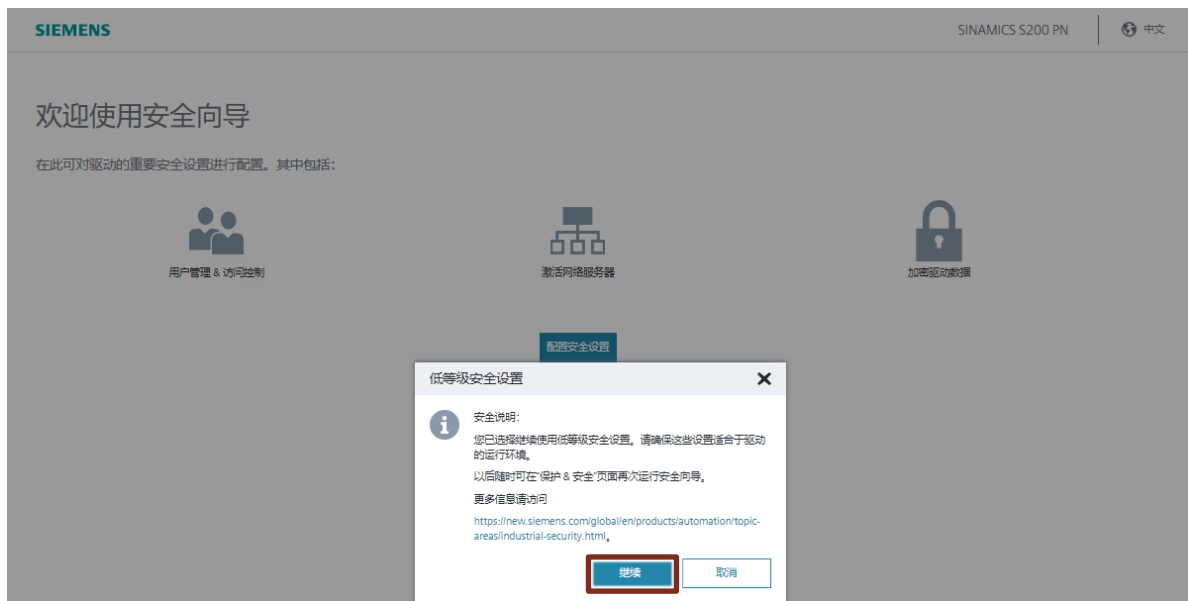 SIEMENS
SINAMICS S200 PN
中文
欢迎使用安全向导
在此可对驱动的重要安全设置进行配置。其中包括：
用户管理 & 访问控制
激活网络服务器
加密驱动数据
配置安全设置
低等级安全设置
安全说明：
您已选择继续使用低等级安全设置。请确保这些设置适合于驱动
的运行环境。
以后随时可在“保护 & 安全”页面再次运行安全向导。
更多信息请访问
https://new.siemens.com/global/en/products/automation/topic-
areas/industrial-security.html。
继续
取消